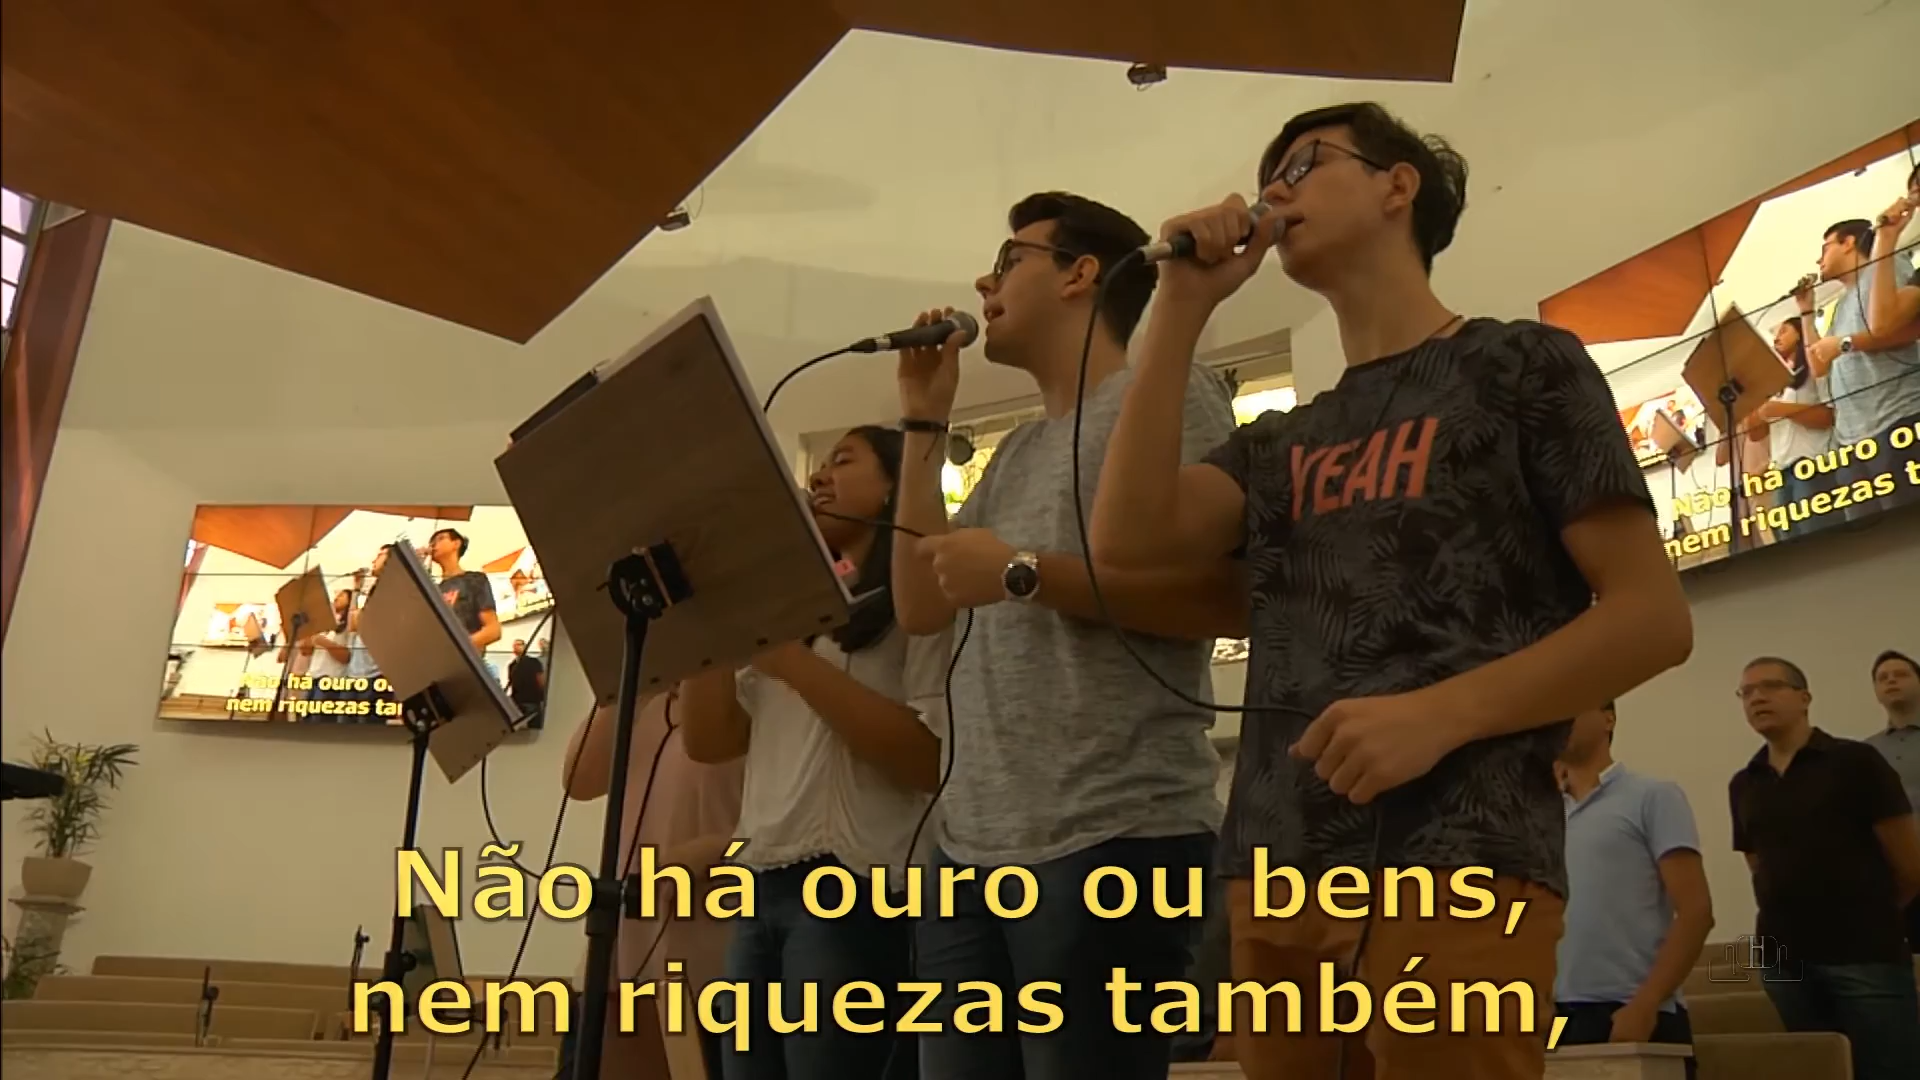 YEAH
Não há ouro o
nem riquezas t
Não há ouro o
nem riquezas ta
Não há ouro ou bens,
nem riquezas também,